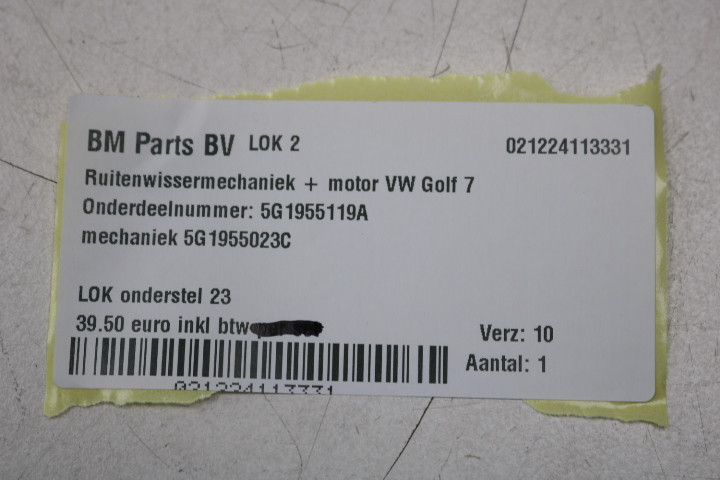 BM Parts BV LOK 2 021224113331
Ruitenwissermechaniek + motor VW Golf 7
Onderdeelnummer: 5G1955119A
mechaniek 5G1955023C
LOK onderstel 23
39.50 euro inkl btw
Verz: 10
Aantal: 1
021224113331